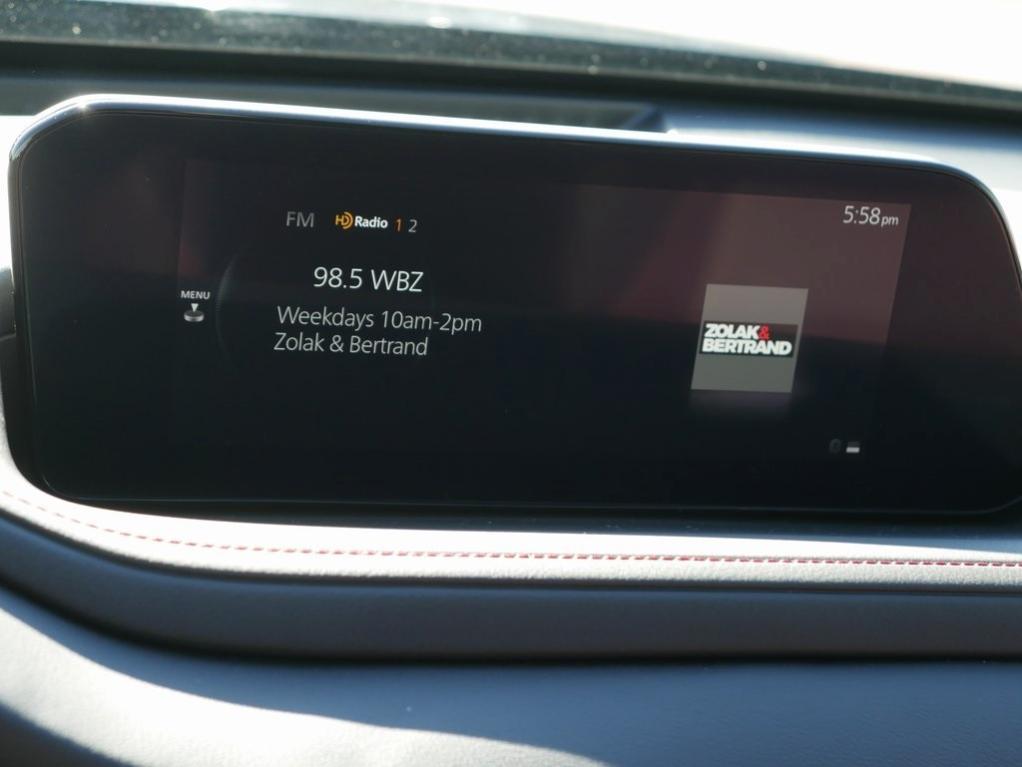 FM HD Radio 1 2
5:58pm
98.5 WBZ
MENU
Weekdays 10am-2pm
Zolak & Bertrand
ZOLAK&
BERTRAND